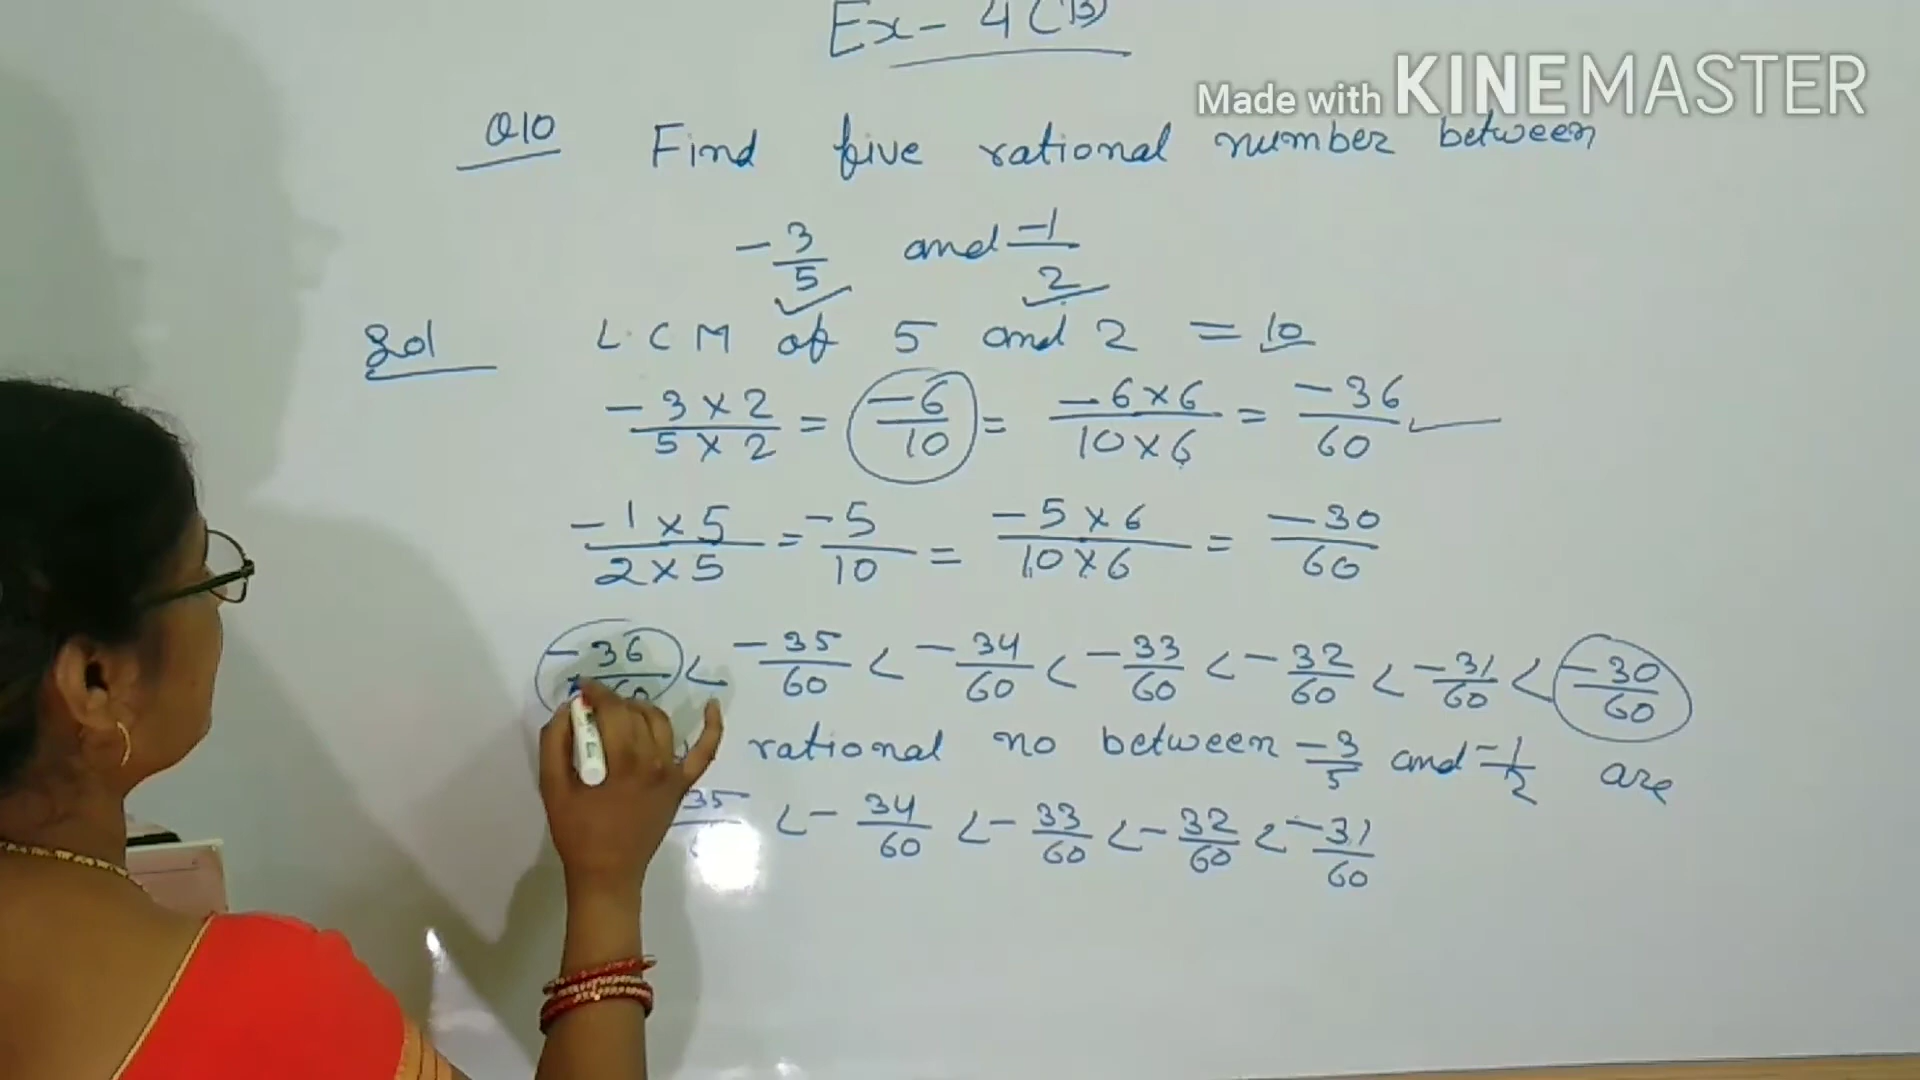 Ex - 4(B)
Made with KINEMASTER
Q10 Find five rational number between
-3/5 and -1/2
Sol L.C.M of 5 and 2 = 10
-3×2/5×2 = -6/10 = -6×6/10×6 = -36/60
-1×5/2×5 = -5/10 = -5×6/10×6 = -30/60
-36/60 < -35/60 < -34/60 < -33/60 < -32/60 < -31/60 < -30/60
rational no between -3/5 and -1/2 are
35 < -34/60 < -33/60 < -32/60 < -31/60